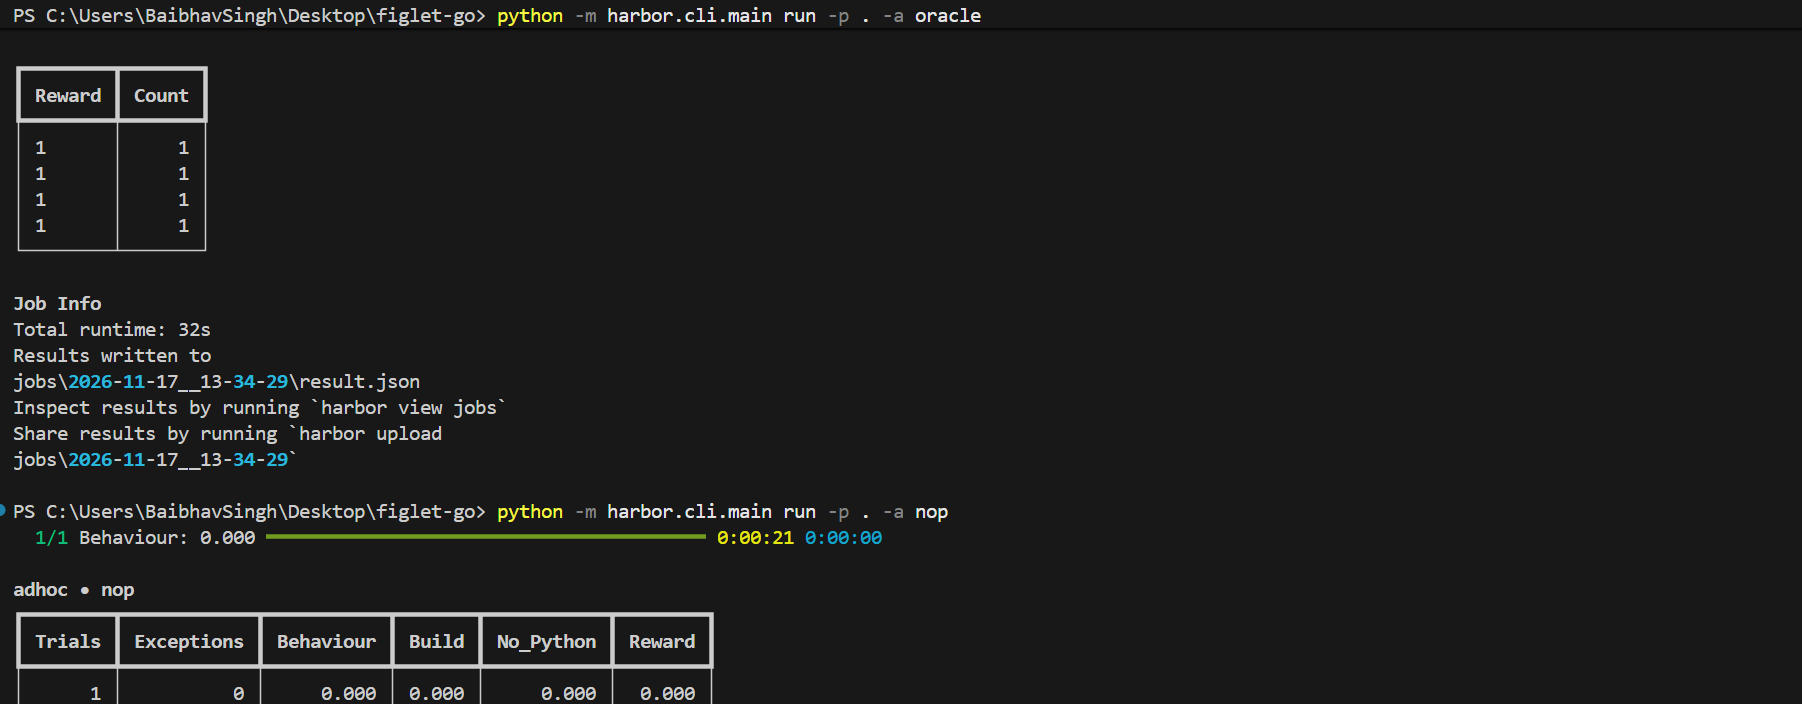 PS C:\Users\BaibhavSingh\Desktop\figlet-go> python -m harbor.cli.main run -p . -a oracle
Reward Count
1 1
1 1
1 1
1 1
Job Info
Total runtime: 32s
Results written to
jobs\2026-11-17__13-34-29\result.json
Inspect results by running `harbor view jobs`
Share results by running `harbor upload
jobs\2026-11-17__13-34-29`
PS C:\Users\BaibhavSingh\Desktop\figlet-go> python -m harbor.cli.main run -p . -a nop
1/1 Behaviour: 0.000 0:00:21 0:00:00
adhoc • nop
Trials Exceptions Behaviour Build No_Python Reward
1 0 0.000 0.000 0.000 0.000